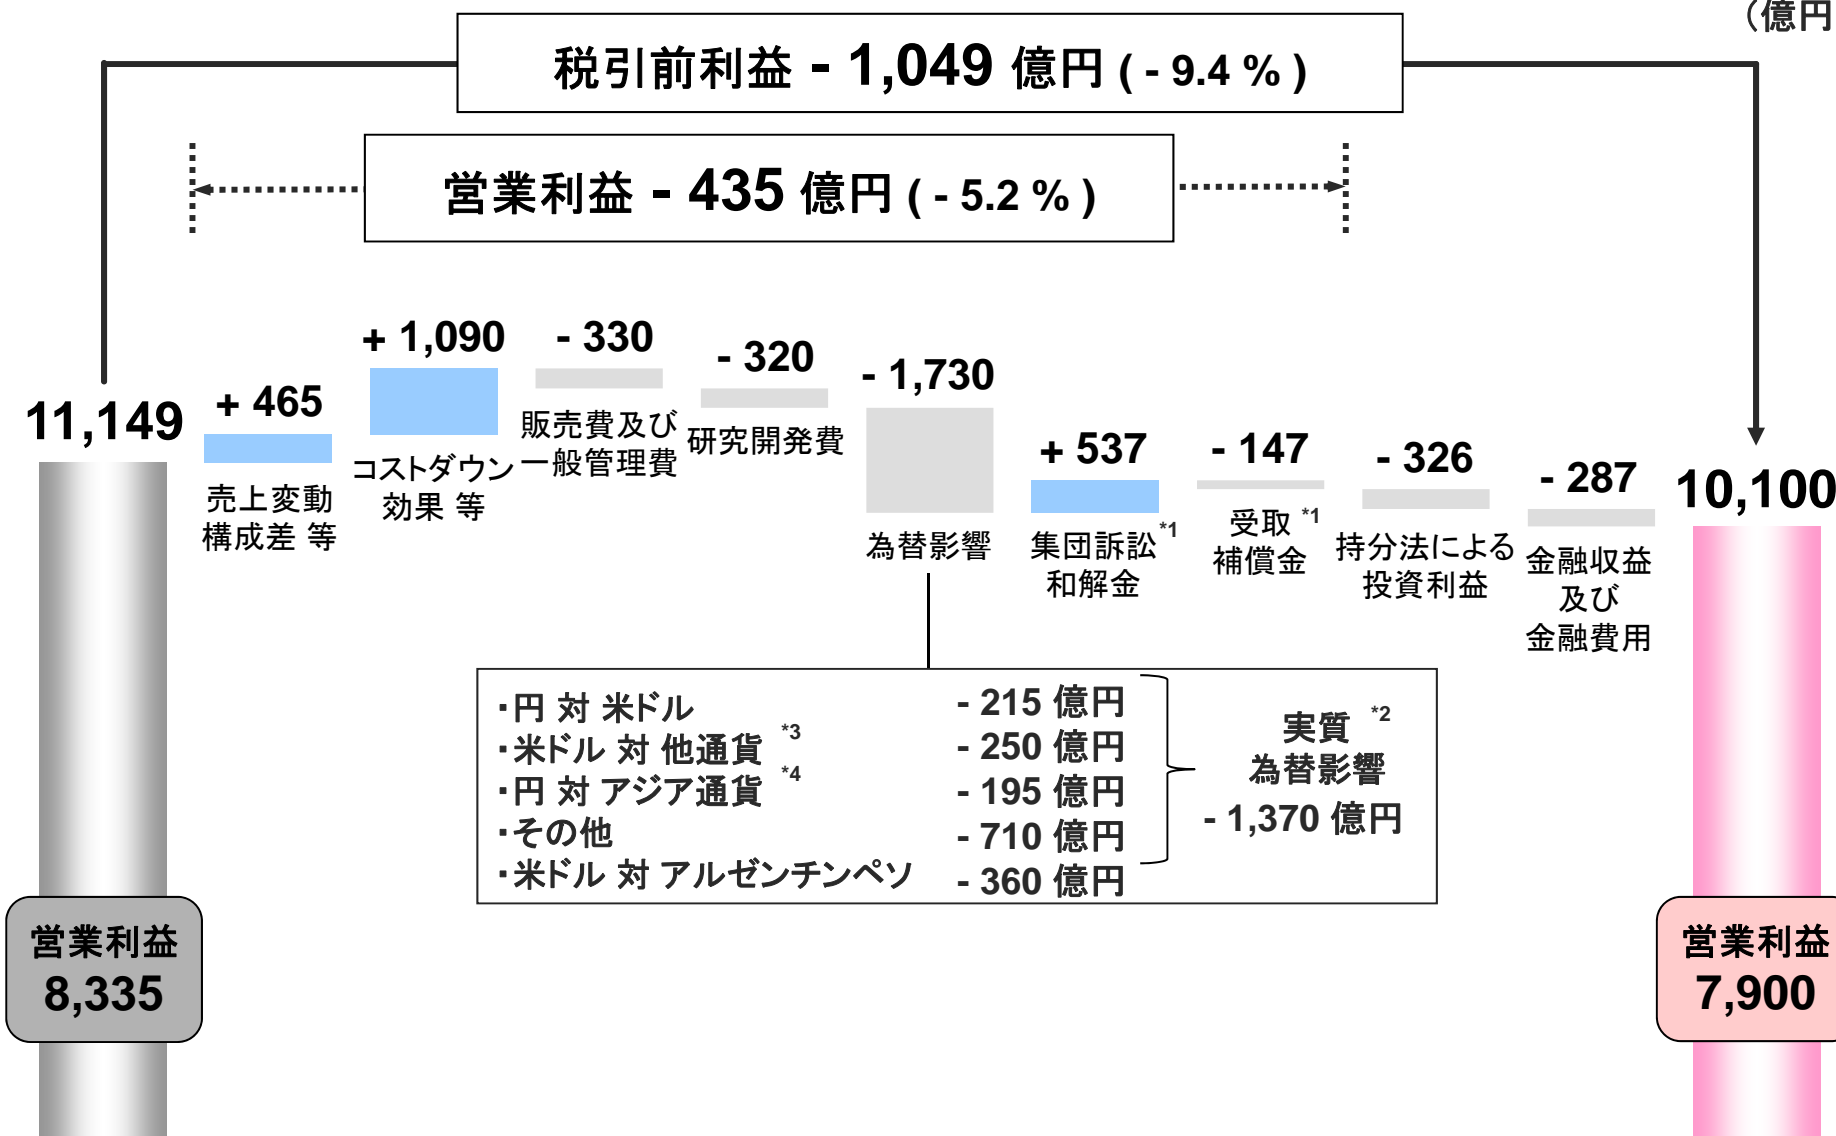 （億円
税引前利益 - 1,049 億円 ( - 9.4 % )
営業利益 - 435 億円 ( - 5.2 % )
11,149
+ 465
売上変動
構成差 等
+ 1,090
コストダウン
効果 等
- 330
販売費及び
一般管理費
- 320
研究開発費
- 1,730
為替影響
+ 537
集団訴訟 *1
和解金
- 147
受取 *1
補償金
- 326
持分法による
投資利益
- 287
金融収益
及び
金融費用
10,100
・円 対 米ドル - 215 億円
・米ドル 対 他通貨 *3 - 250 億円
・円 対 アジア通貨 *4 - 195 億円
・その他 - 710 億円
・米ドル 対 アルゼンチンペソ - 360 億円
実質 *2
為替影響
- 1,370 億円
営業利益
8,335
営業利益
7,900